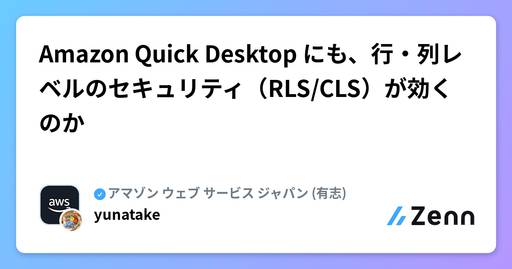 Amazon Quick Desktop にも、行・列レ
ベルのセキュリティ（RLS/CLS）が効く
のか
aws
アマゾン ウェブ サービス ジャパン (有志)
yunatake
Zenn